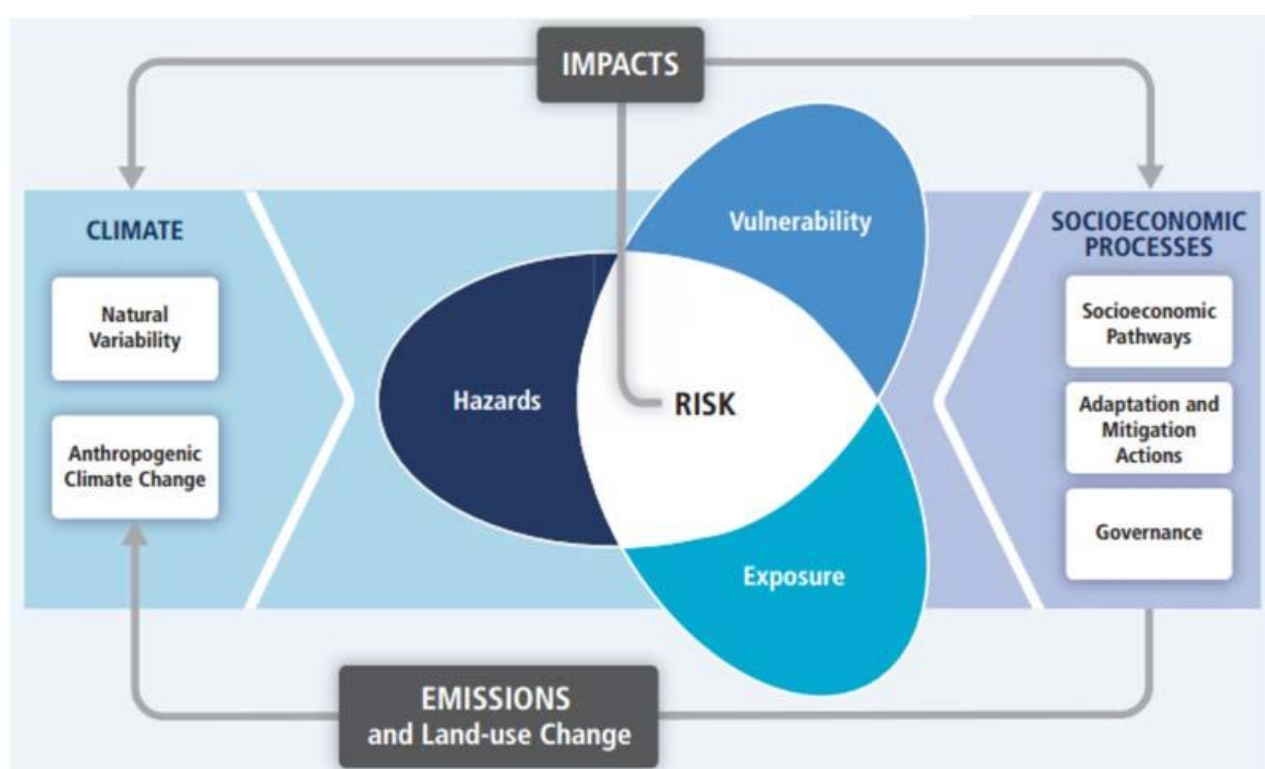 IMPACTS
CLIMATE
Natural
Variability
Anthropogenic
Climate Change
Vulnerability
Hazards
RISK
Exposure
SOCIOECONOMIC
PROCESSES
Socioeconomic
Pathways
Adaptation and
Mitigation
Actions
Governance
EMISSIONS
and Land-use Change